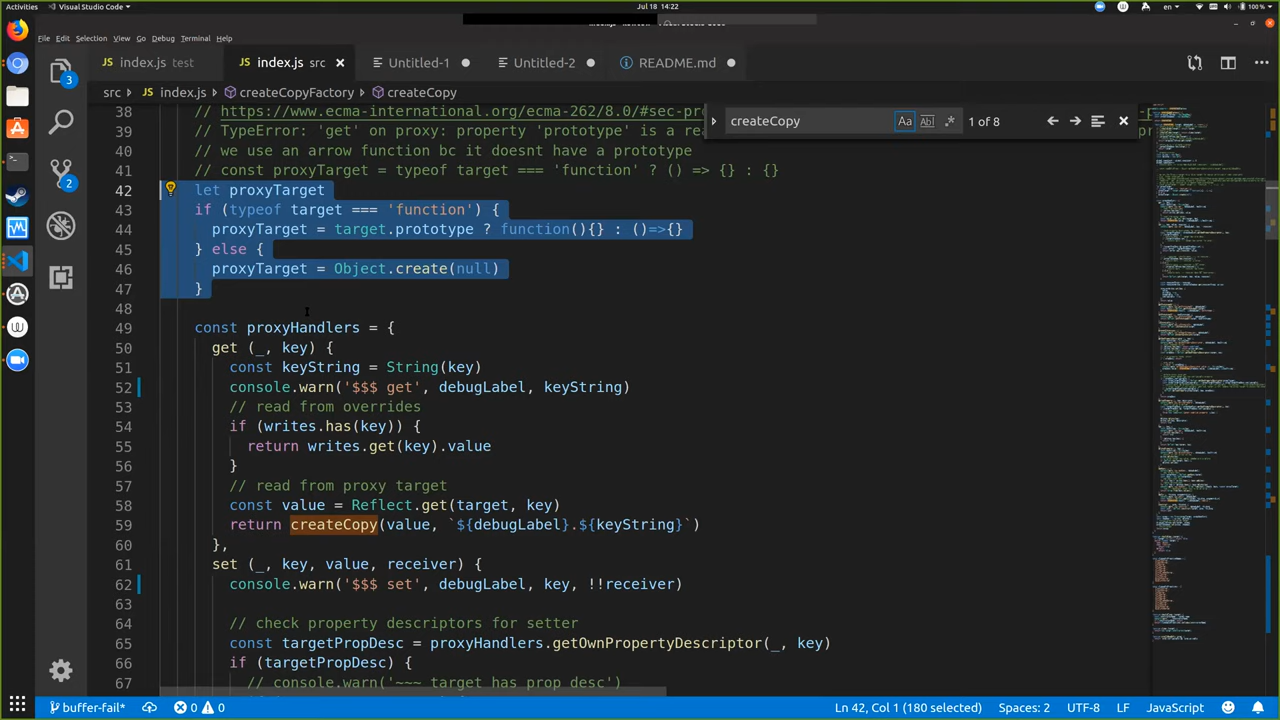 Activities Visual Studio Code Jul 18 14:22 en 100 %
File Edit Selection View Go Debug Terminal Help
index.js test index.js src Untitled-1 Untitled-2 README.md
src > index.js > createCopyFactory > createCopy
createCopy Aa Abl 1 of 8
38 // https://www.ecma-international.org/ecma-262/8.0/#sec-pro
39 // TypeError: 'get' on proxy: property 'prototype' is a rea
40 // we use an arrow function bc it doesnt have a prototype
41 // const proxyTarget = typeof target === 'function' ? () => {} : {}
42 let proxyTarget
43 if (typeof target === 'function') {
44 proxyTarget = target.prototype ? function(){} : ()=>{}
45 } else {
46 proxyTarget = Object.create(null)
47 }
48
49 const proxyHandlers = {
50 get (_, key) {
51 const keyString = String(key)
52 console.warn('$$$ get', debugLabel, keyString)
53 // read from overrides
54 if (writes.has(key)) {
55 return writes.get(key).value
56 }
57 // read from proxy target
58 const value = Reflect.get(target, key)
59 return createCopy(value, `${debugLabel}.${keyString}`)
60 },
61 set (_, key, value, receiver) {
62 console.warn('$$$ set', debugLabel, key, !!receiver)
63
64 // check property descriptor for setter
65 const targetPropDesc = proxyHandlers.getOwnPropertyDescriptor(_, key)
66 if (targetPropDesc) {
67 // console.warn('~~~ target has prop desc')
3
2
buffer-fail* 0 0 Ln 42, Col 1 (180 selected) Spaces: 2 UTF-8 LF JavaScript